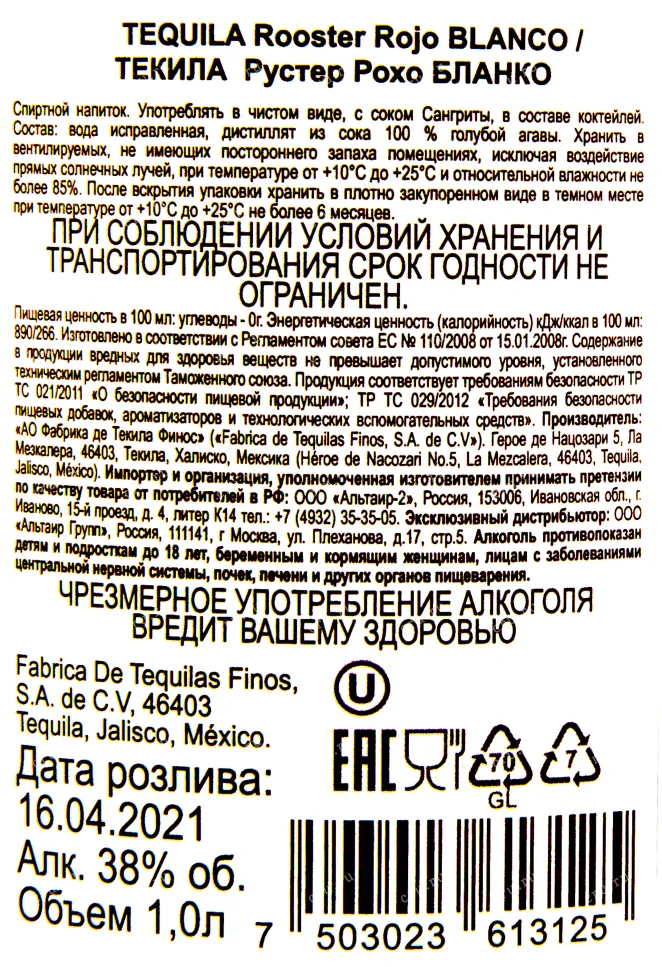 TEQUILA Rooster Rojo BLANCO /
ТЕКИЛА Рустер Рохо БЛАНКО
Спиртной напиток. Употреблять в чистом виде, с соком Сангриты, в составе коктейлей.
Состав: вода исправленная, дистиллят из сока 100 % голубой агавы. Хранить в
вентилируемых, не имеющих постороннего запаха помещениях, исключая воздействие
прямых солнечных лучей, при температуре от +10°С до +25°С и относительной влажности не
более 85%. После вскрытия упаковки хранить в плотно закупоренном виде в темном месте
при температуре от +10°С до +25°С не более 6 месяцев.
ПРИ СОБЛЮДЕНИИ УСЛОВИЙ ХРАНЕНИЯ И
ТРАНСПОРТИРОВАНИЯ СРОК ГОДНОСТИ НЕ
ОГРАНИЧЕН.
Пищевая ценность в 100 мл: углеводы - 0г. Энергетическая ценность (калорийность) кДж/ккал в 100 мл:
890/266. Изготовлено в соответствии с Регламентом совета ЕС № 110/2008 от 15.01.2008г. Содержание
в продукции вредных для здоровья веществ не превышает допустимого уровня, установленного
техническим регламентом Таможенного союза. Продукция соответствует требованиям безопасности ТР
ТС 021/2011 «О безопасности пищевой продукции»; ТР ТС 029/2012 «Требования безопасности
пищевых добавок, ароматизаторов и технологических вспомогательных средств». Производитель:
«АО Фабрика де Текила Финос» («Fabrica de Tequilas Finos, S.A. de C.V»). Герое де Нацозари 5, Ла
Мезкалера, 46403, Текила, Халиско, Мексика (Héroe de Nacozari No.5, La Mezcalera, 46403, Tequila,
Jalisco, México). Импортэр и организация, уполномоченная изготовителем принимать претензии
по качеству товара от потребителей в РФ: ООО «Альтаир-2», Россия, 153006, Ивановская обл., г.
Иваново, 15-й проезд, д. 4, литер К14 тел.: +7 (4932) 35-35-05. Эксклюзивный дистрибьютор: ООО
«Альтаир Групп», Россия, 111141, г Москва, ул. Плеханова, д.17, стр.5. Алкоголь противопоказан
детям и подросткам до 18 лет, беременным и кормящим женщинам, лицам с заболеваниями
центральной нервной системы, почек, печени и других органов пищеварения.
ЧРЕЗМЕРНОЕ УПОТРЕБЛЕНИЕ АЛКОГОЛЯ
ВРЕДИТ ВАШЕМУ ЗДОРОВЬЮ
Fabrica De Tequilas Finos,
S.A. de C.V, 46403
Tequila, Jalisco, México.
U
EAC
70
GL
7
Дата розлива:
16.04.2021
Алк. 38% об.
Объем 1,0л
7 503023 613125